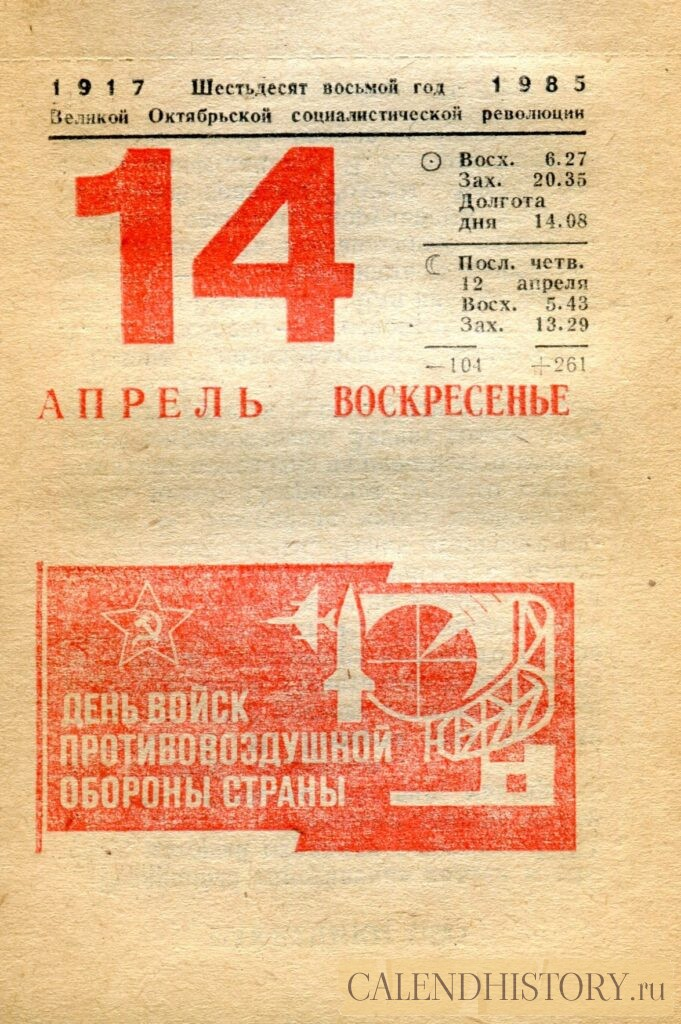 1917 Шестьдесят восьмой год 1985
Великой Октябрьской социалистической революции
14
Восх. 6.27
Зах. 20.35
Долгота
дня 14.08
Посл. четв.
12 апреля
Восх. 5.43
Зах. 13.29
—104 +261
АПРЕЛЬ ВОСКРЕСЕНЬЕ
ДЕНЬ ВОЙСК
ПРОТИВОВОЗДУШНОЙ
ОБОРОНЫ СТРАНЫ
CALENDHISTORY.ru